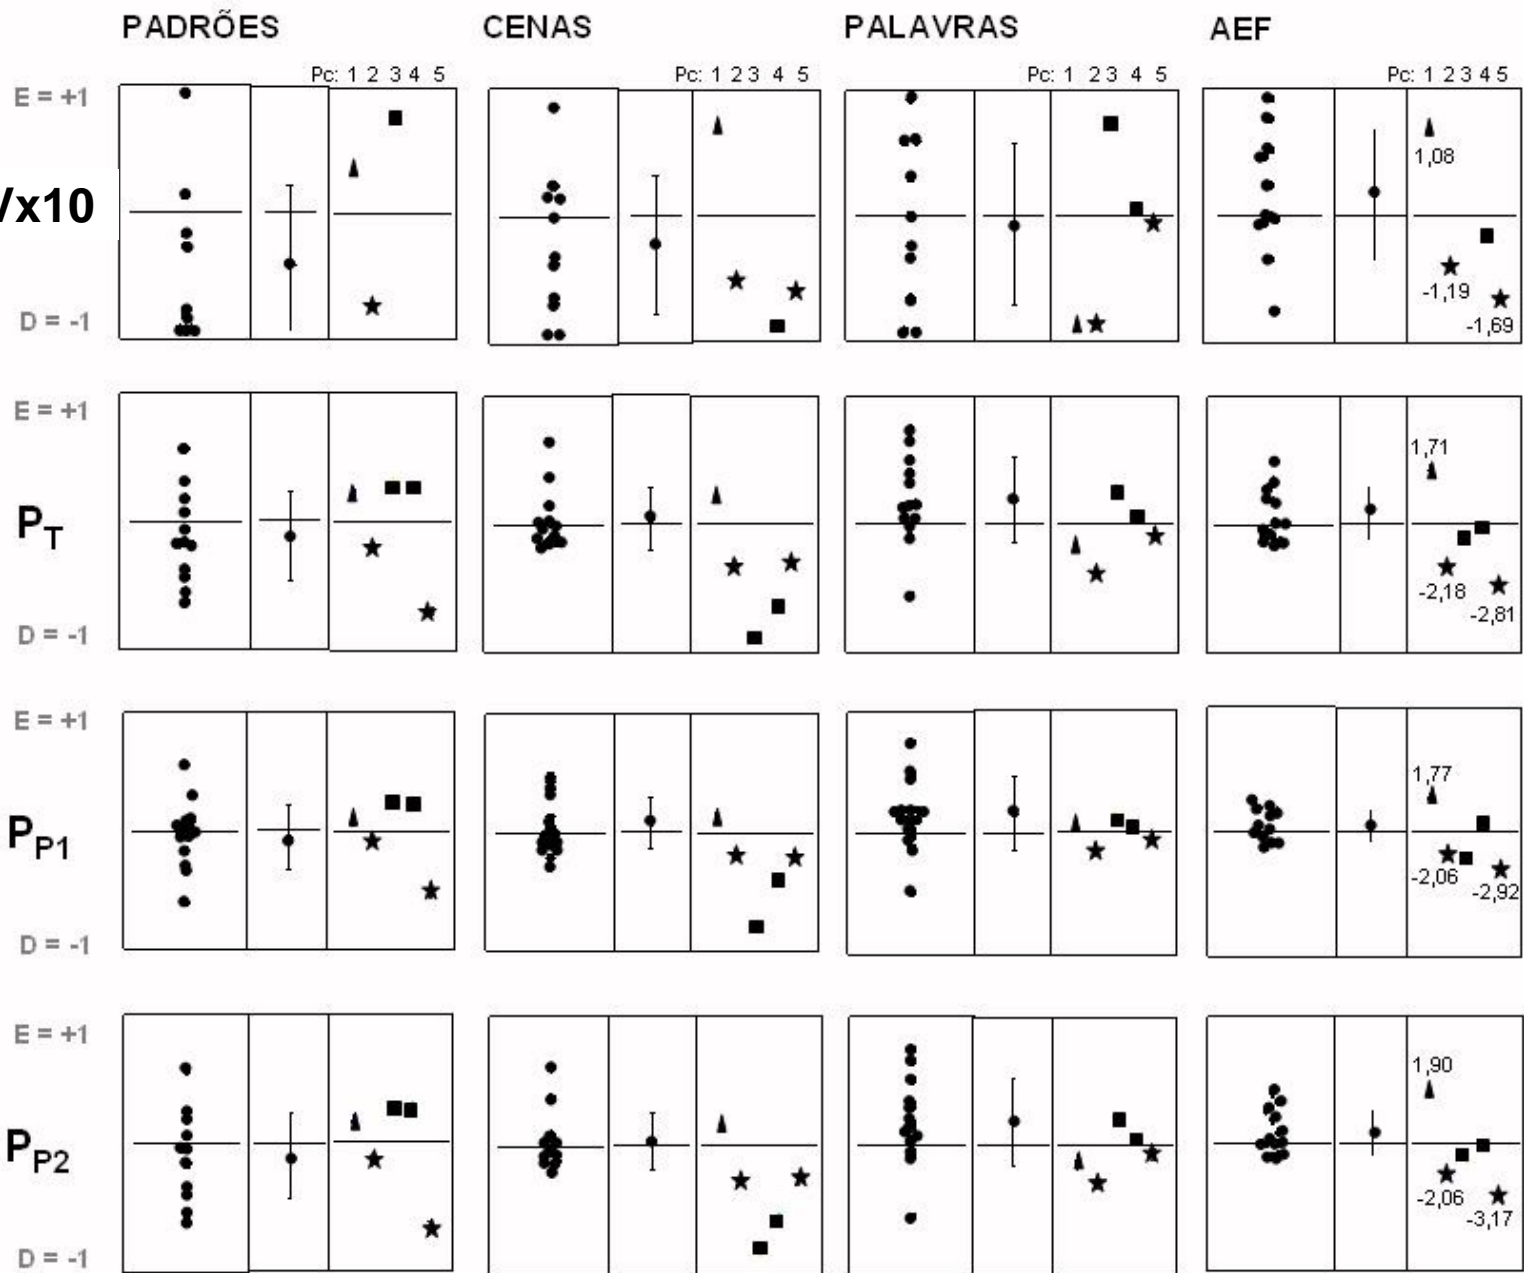 PADRÕES CENAS PALAVRAS AEF
Pc: 1 2 3 4 5 Pc: 1 2 3 4 5 Pc: 1 2 3 4 5 Pc: 1 2 3 4 5
E = +1
1,08
/x10
-1,19
D = -1
-1,69
E = +1
1,71
PT
-2,18
-2,81
D = -1
E = +1
1,77
PP1
-2,06
-2,92
D = -1
E = +1
1,90
PP2
-2,06
-3,17
D = -1